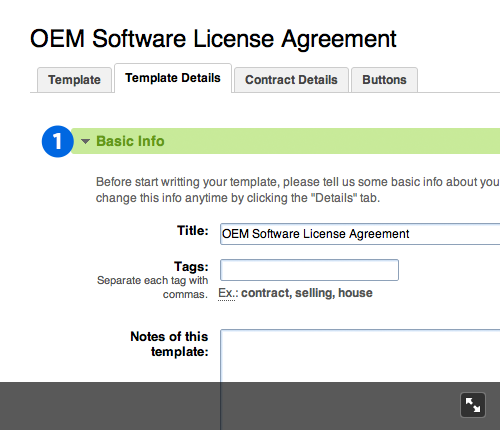 OEM Software License Agreement
Template Template Details Contract Details Buttons
1 Basic Info
Before start writting your template, please tell us some basic info about you
change this info anytime by clicking the "Details" tab.
Title: OEM Software License Agreement
Tags:
Separate each tag with
commas.
Ex.: contract, selling, house
Notes of this
template: